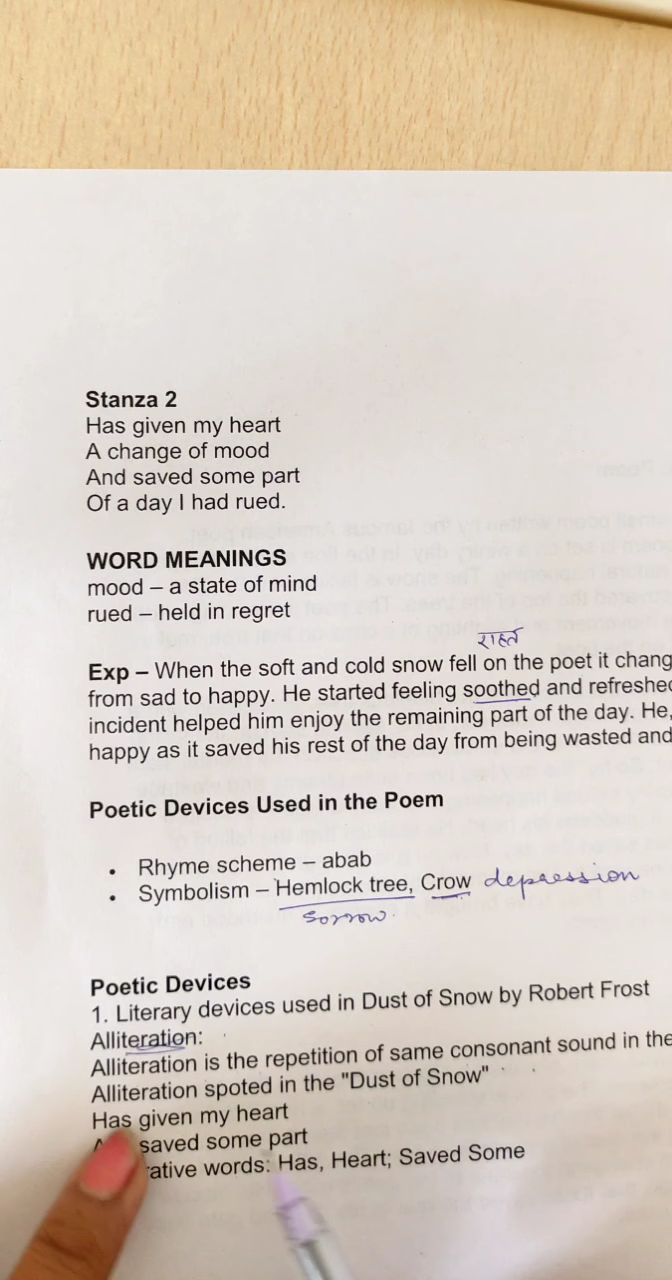 Stanza 2
Has given my heart
A change of mood
And saved some part
Of a day I had rued.
WORD MEANINGS
mood – a state of mind
rued – held in regret
राहत
Exp – When the soft and cold snow fell on the poet it chang
from sad to happy. He started feeling soothed and refreshed
incident helped him enjoy the remaining part of the day. He,
happy as it saved his rest of the day from being wasted and
Poetic Devices Used in the Poem
• Rhyme scheme – abab
• Symbolism – Hemlock tree, Crow depression
sorrow.
Poetic Devices
1. Literary devices used in Dust of Snow by Robert Frost
Alliteration:
Alliteration is the repetition of same consonant sound in the
Alliteration spoted in the "Dust of Snow"
Has given my heart
saved some part
rative words: Has, Heart; Saved Some